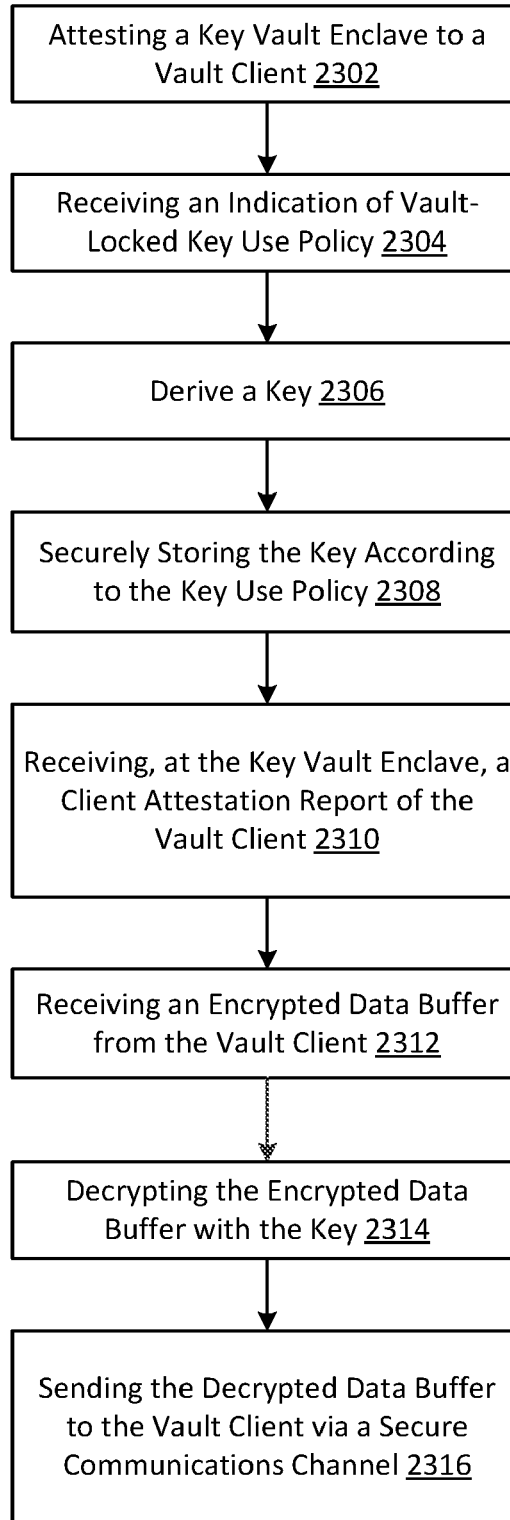 Attesting a Key Vault Enclave to a
Vault Client 2302
Receiving an Indication of Vault-
Locked Key Use Policy 2304
Derive a Key 2306
Securely Storing the Key According
to the Key Use Policy 2308
Receiving, at the Key Vault Enclave, a
Client Attestation Report of the
Vault Client 2310
Receiving an Encrypted Data Buffer
from the Vault Client 2312
Decrypting the Encrypted Data
Buffer with the Key 2314
Sending the Decrypted Data Buffer
to the Vault Client via a Secure
Communications Channel 2316